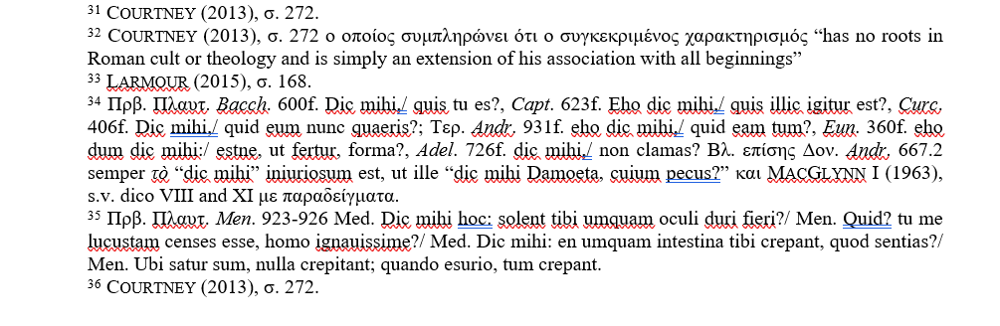 ³¹ COURTNEY (2013), σ. 272.
³² COURTNEY (2013), σ. 272 ο οποίος συμπληρώνει ότι ο συγκεκριμένος χαρακτηρισμός “has no roots in
Roman cult or theology and is simply an extension of his association with all beginnings”
³³ LARMOUR (2015), σ. 168.
³⁴ Πρβ. Πλαυτ. Bacch. 600f. Dic mihi,/ quis tu es?, Capt. 623f. Eho dic mihi,/ quis illic igitur est?, Curc.
406f. Dic mihi,/ quid eum nunc quaeris?; Τερ. Andr. 931f. eho dic mihi,/ quid eam tum?, Eun. 360f. eho
dum dic mihi:/ estne, ut fertur, forma?, Adel. 726f. dic mihi,/ non clamas? Βλ. επίσης Δον. Andr. 667.2
semper τὸ “dic mihi” iniuriosum est, ut ille “dic mihi Damoeta, cuium pecus?” και MACGLYNN I (1963),
s.v. dico VIII and XI με παραδείγματα.
³⁵ Πρβ. Πλαυτ. Men. 923-926 Med. Dic mihi hoc: solent tibi umquam oculi duri fieri?/ Men. Quid? tu me
lucustam censes esse, homo ignauissime?/ Med. Dic mihi: en umquam intestina tibi crepant, quod sentias?/
Men. Ubi satur sum, nulla crepitant; quando esurio, tum crepant.
³⁶ COURTNEY (2013), σ. 272.